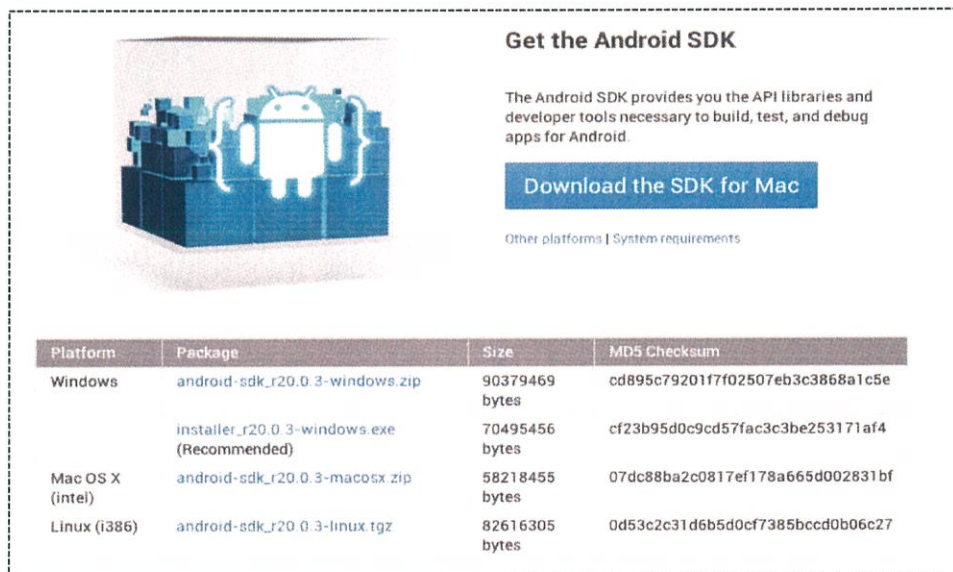 Get the Android SDK
The Android SDK provides you the API libraries and
developer tools necessary to build, test, and debug
apps for Android.
Download the SDK for Mac
Other platforms | System requirements
Platform Package Size MD5 Checksum
Windows android-sdk_r20.0.3-windows.zip 90379469 cd895c79201f7f02507eb3c3868a1c5e
bytes
installer_r20.0.3-windows.exe 70495456 cf23b95d0c9cd57fac3c3be253171af4
(Recommended) bytes
Mac OS X android-sdk_r20.0.3-macosx.zip 58218455 07dc88ba2c0817ef178a665d002831bf
(intel) bytes
Linux (i386) android-sdk_r20.0.3-linux.tgz 82616305 0d53c2c31d6b5d0cf7385bccd0b06c27
bytes